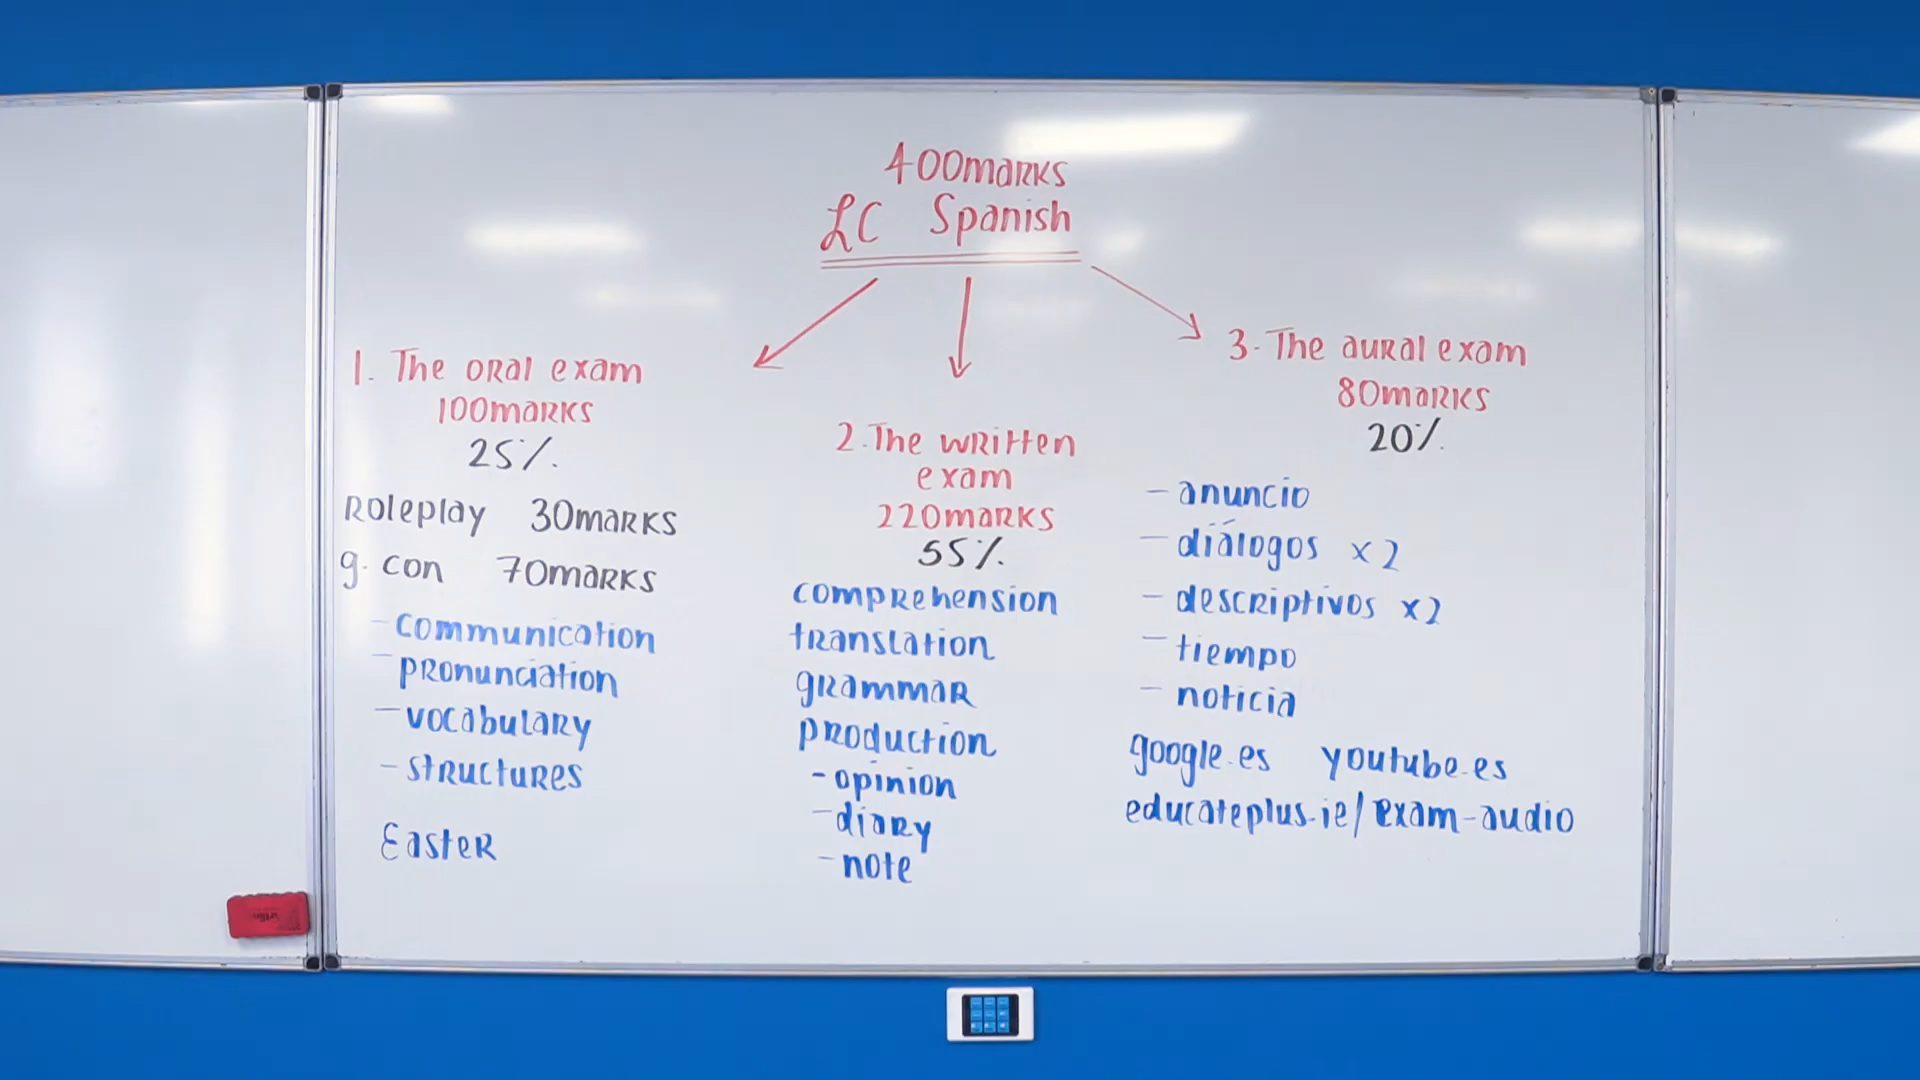 400marks
LC Spanish
1. The oral exam
100marks
25%.
Roleplay 30marks
g. con 70marks
- communication
- pronunciation
- vocabulary
- structures
Easter
2. The written
exam
220marks
55%.
comprehension
translation
grammar
production
- opinion
- diary
- note
3. The aural exam
80marks
20%.
- anuncio
- diálogos x2
- descriptivos x2
- tiempo
- noticia
google.es youtube.es
educateplus.ie/exam-audio